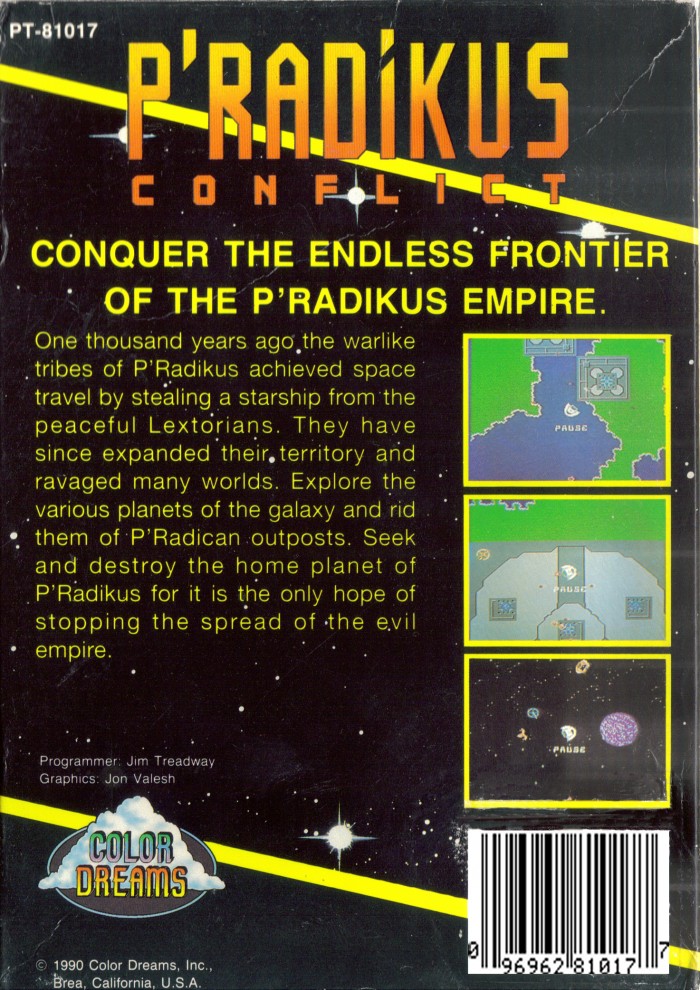 PT-81017
P'RADİKUS
CONFLICT
CONQUER THE ENDLESS FRONTIER
OF THE P'RADIKUS EMPIRE.
One thousand years ago the warlike
tribes of P'Radikus achieved space
travel by stealing a starship from the
peaceful Lextorians. They have
since expanded their territory and
ravaged many worlds. Explore the
various planets of the galaxy and rid
them of P'Radican outposts. Seek
and destroy the home planet of
P'Radikus for it is the only hope of
stopping the spread of the evil
empire.
PAUSE
PAUSE
PAUSE
Programmer: Jim Treadway
Graphics: Jon Valesh
COLOR
DREAMS
© 1990 Color Dreams, Inc.,
Brea, California, U.S.A.
0 96962 81017 7